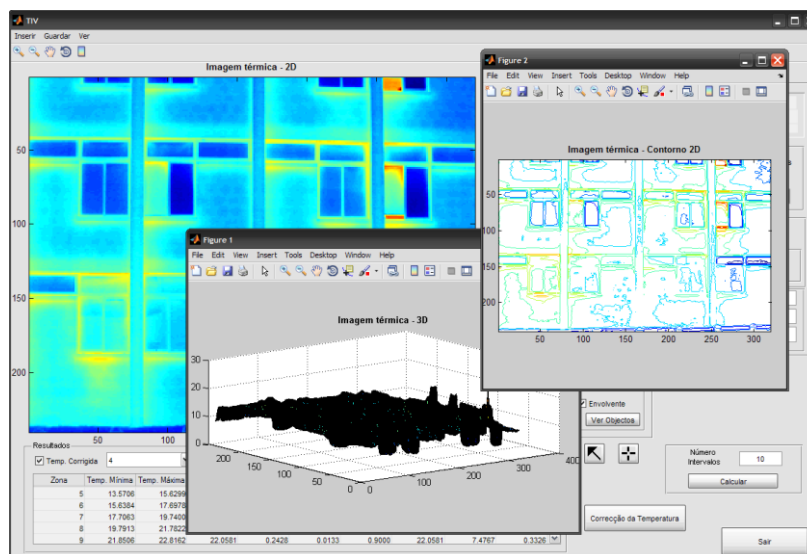 TIV
Inserir Guardar Ver
Imagem térmica - 2D
50
100
150
200
50
100
Figure 2
File Edit View Insert Tools Desktop Window Help
Imagem térmica - Contorno 2D
50
100
150
200
50 100 150 200 250 300
Figure 1
File Edit View Insert Tools Desktop Window Help
Imagem térmica - 3D
30
20
10
0
200
150
100
50
0
0
100
200
300
400
Envolvente
Ver Objectos
Resultados
Temp. Corrigida 4
Zona Temp. Mínima Temp. Máxima
5 13.5706 15.6299
6 15.6384 17.6978
7 17.7063 19.7400
8 19.7913 21.7822
9 21.8506 22.8162 22.0581 0.2428 0.0133 0.9000 22.0581 7.4767 0.3326
Número
Intervalos 10
Calcular
Correcção da Temperatura
Sair